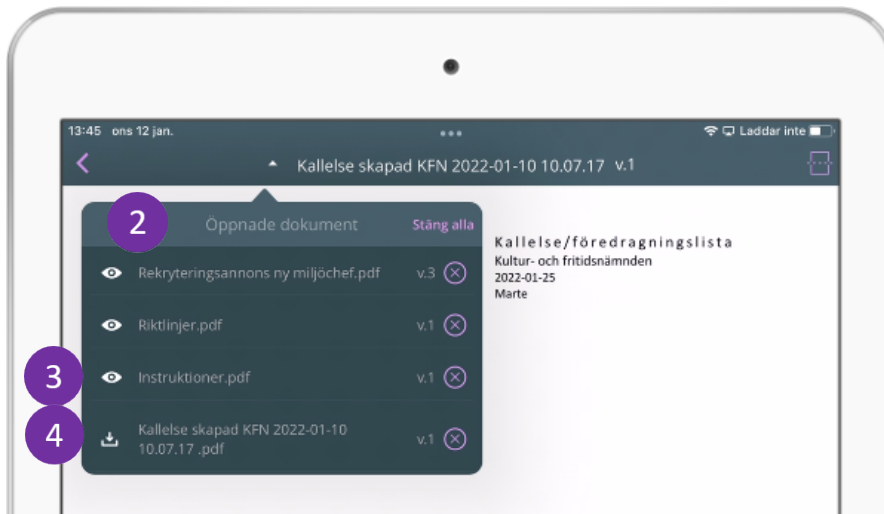 13:45 ons 12 jan.
Laddar inte
Kallelse skapad KFN 2022-01-10 10.07.17 v.1
2
Öppnade dokument Stäng alla
Rekryteringsannons ny miljöchef.pdf v.3
Riktlinjer.pdf v.1
3
Instruktioner.pdf v.1
4
Kallelse skapad KFN 2022-01-10
10.07.17 .pdf v.1
Kallelse/föredragningslista
Kultur- och fritidsnämnden
2022-01-25
Marte